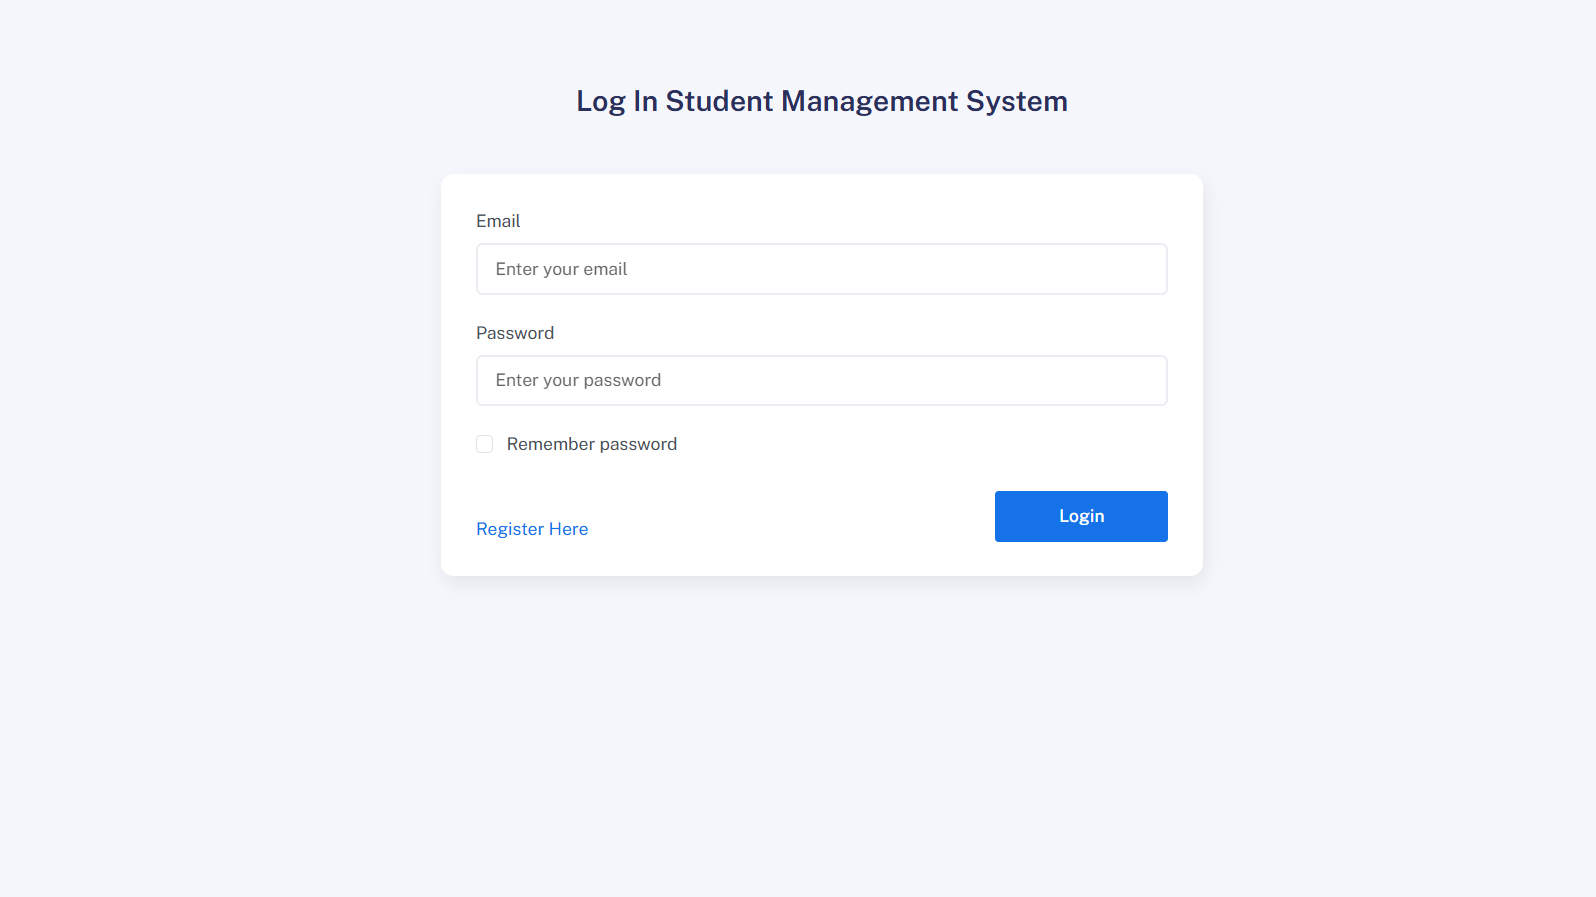 Log In Student Management System
Email
Enter your email
Password
Enter your password
Remember password
Register Here
Login